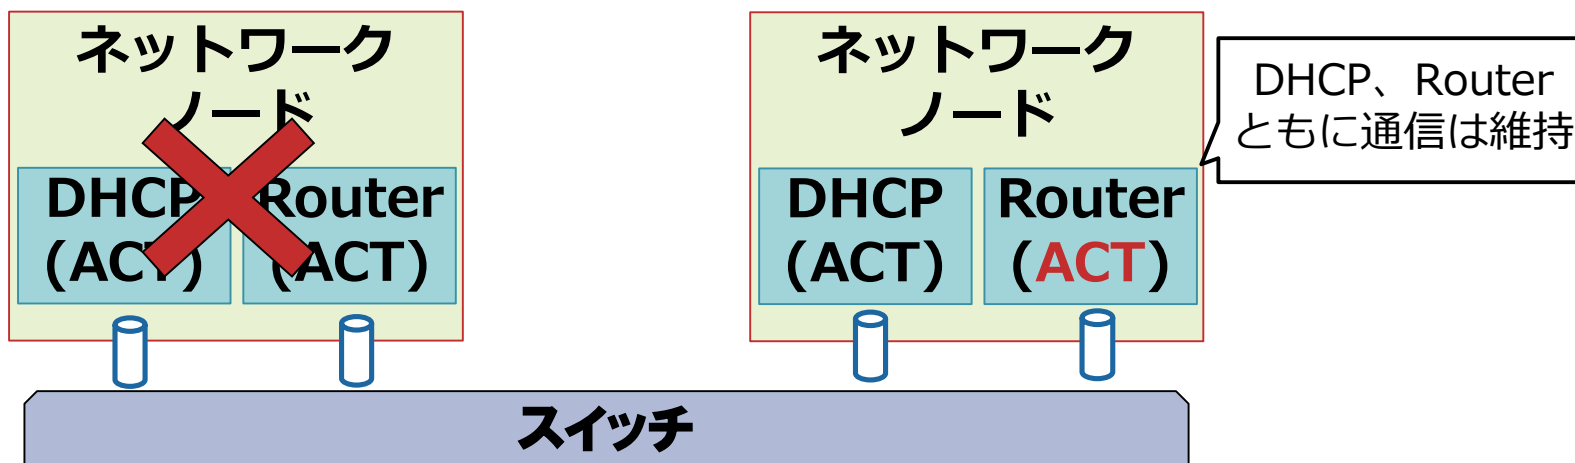 ネットワーク
ノード
DHCP
(ACT)
Router
(ACT)
ネットワーク
ノード
DHCP
(ACT)
Router
(ACT)
DHCP、Router
ともに通信は維持
スイッチ